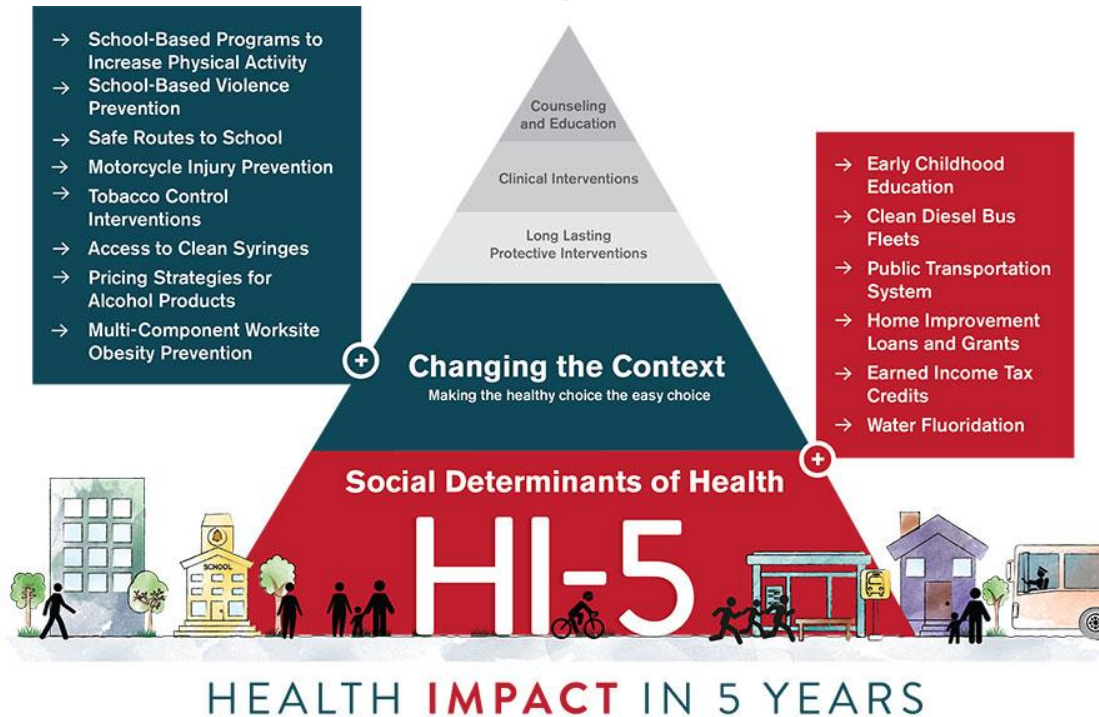 → School-Based Programs to
Increase Physical Activity
→ School-Based Violence
Prevention
→ Safe Routes to School
→ Motorcycle Injury Prevention
→ Tobacco Control
Interventions
→ Access to Clean Syringes
→ Pricing Strategies for
Alcohol Products
→ Multi-Component Worksite
Obesity Prevention
Counseling
and Education
Clinical Interventions
Long Lasting
Protective Interventions
→ Early Childhood
Education
→ Clean Diesel Bus
Fleets
→ Public Transportation
System
→ Home Improvement
Loans and Grants
→ Earned Income Tax
Credits
→ Water Fluoridation
+
Changing the Context
Making the healthy choice the easy choice
+
Social Determinants of Health
HI-5
SCHOOL
HEALTH IMPACT IN 5 YEARS